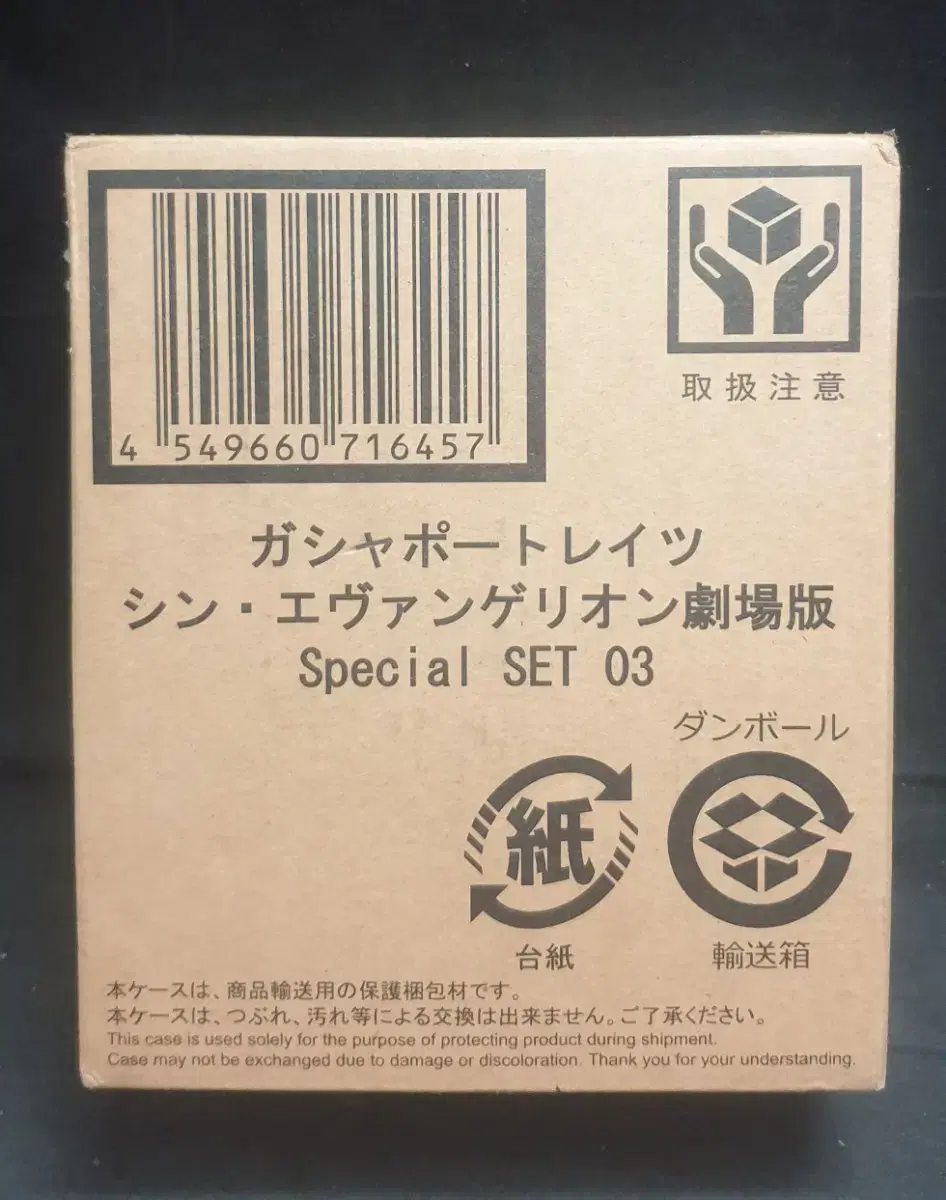 4 549660 716457
取扱注意
ガシャポートレイツ
シン・エヴァンゲリオン劇場版
Special SET 03
ダンボール
紙
台紙
輸送箱
本ケースは、商品輸送用の保護梱包材です。
本ケースは、つぶれ、汚れ等による交換は出来ません。ご了承ください。
This case is used solely for the purpose of protecting product during shipment.
Case may not be exchanged due to damage or discoloration. Thank you for your understanding.